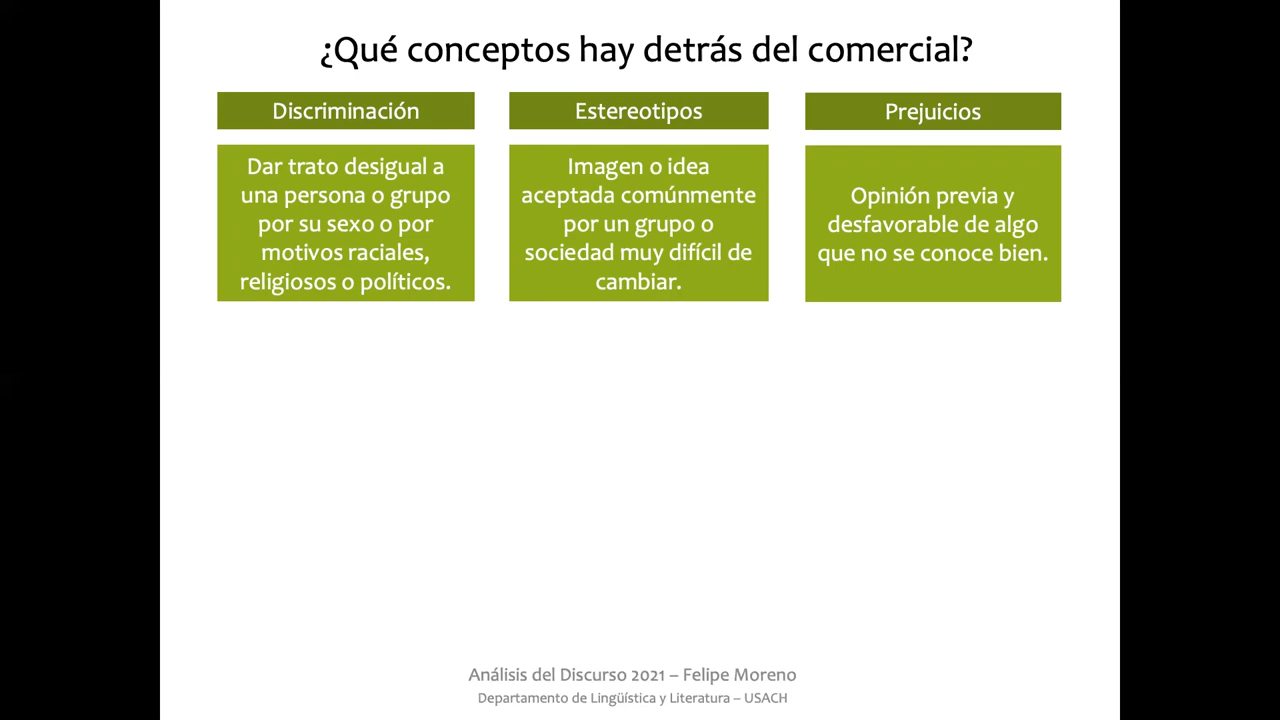 ¿Qué conceptos hay detrás del comercial?
Discriminación
Dar trato desigual a
una persona o grupo
por su sexo o por
motivos raciales,
religiosos o políticos.
Estereotipos
Imagen o idea
aceptada comúnmente
por un grupo o
sociedad muy difícil de
cambiar.
Prejuicios
Opinión previa y
desfavorable de algo
que no se conoce bien.
Análisis del Discurso 2021 – Felipe Moreno
Departamento de Lingüística y Literatura – USACH